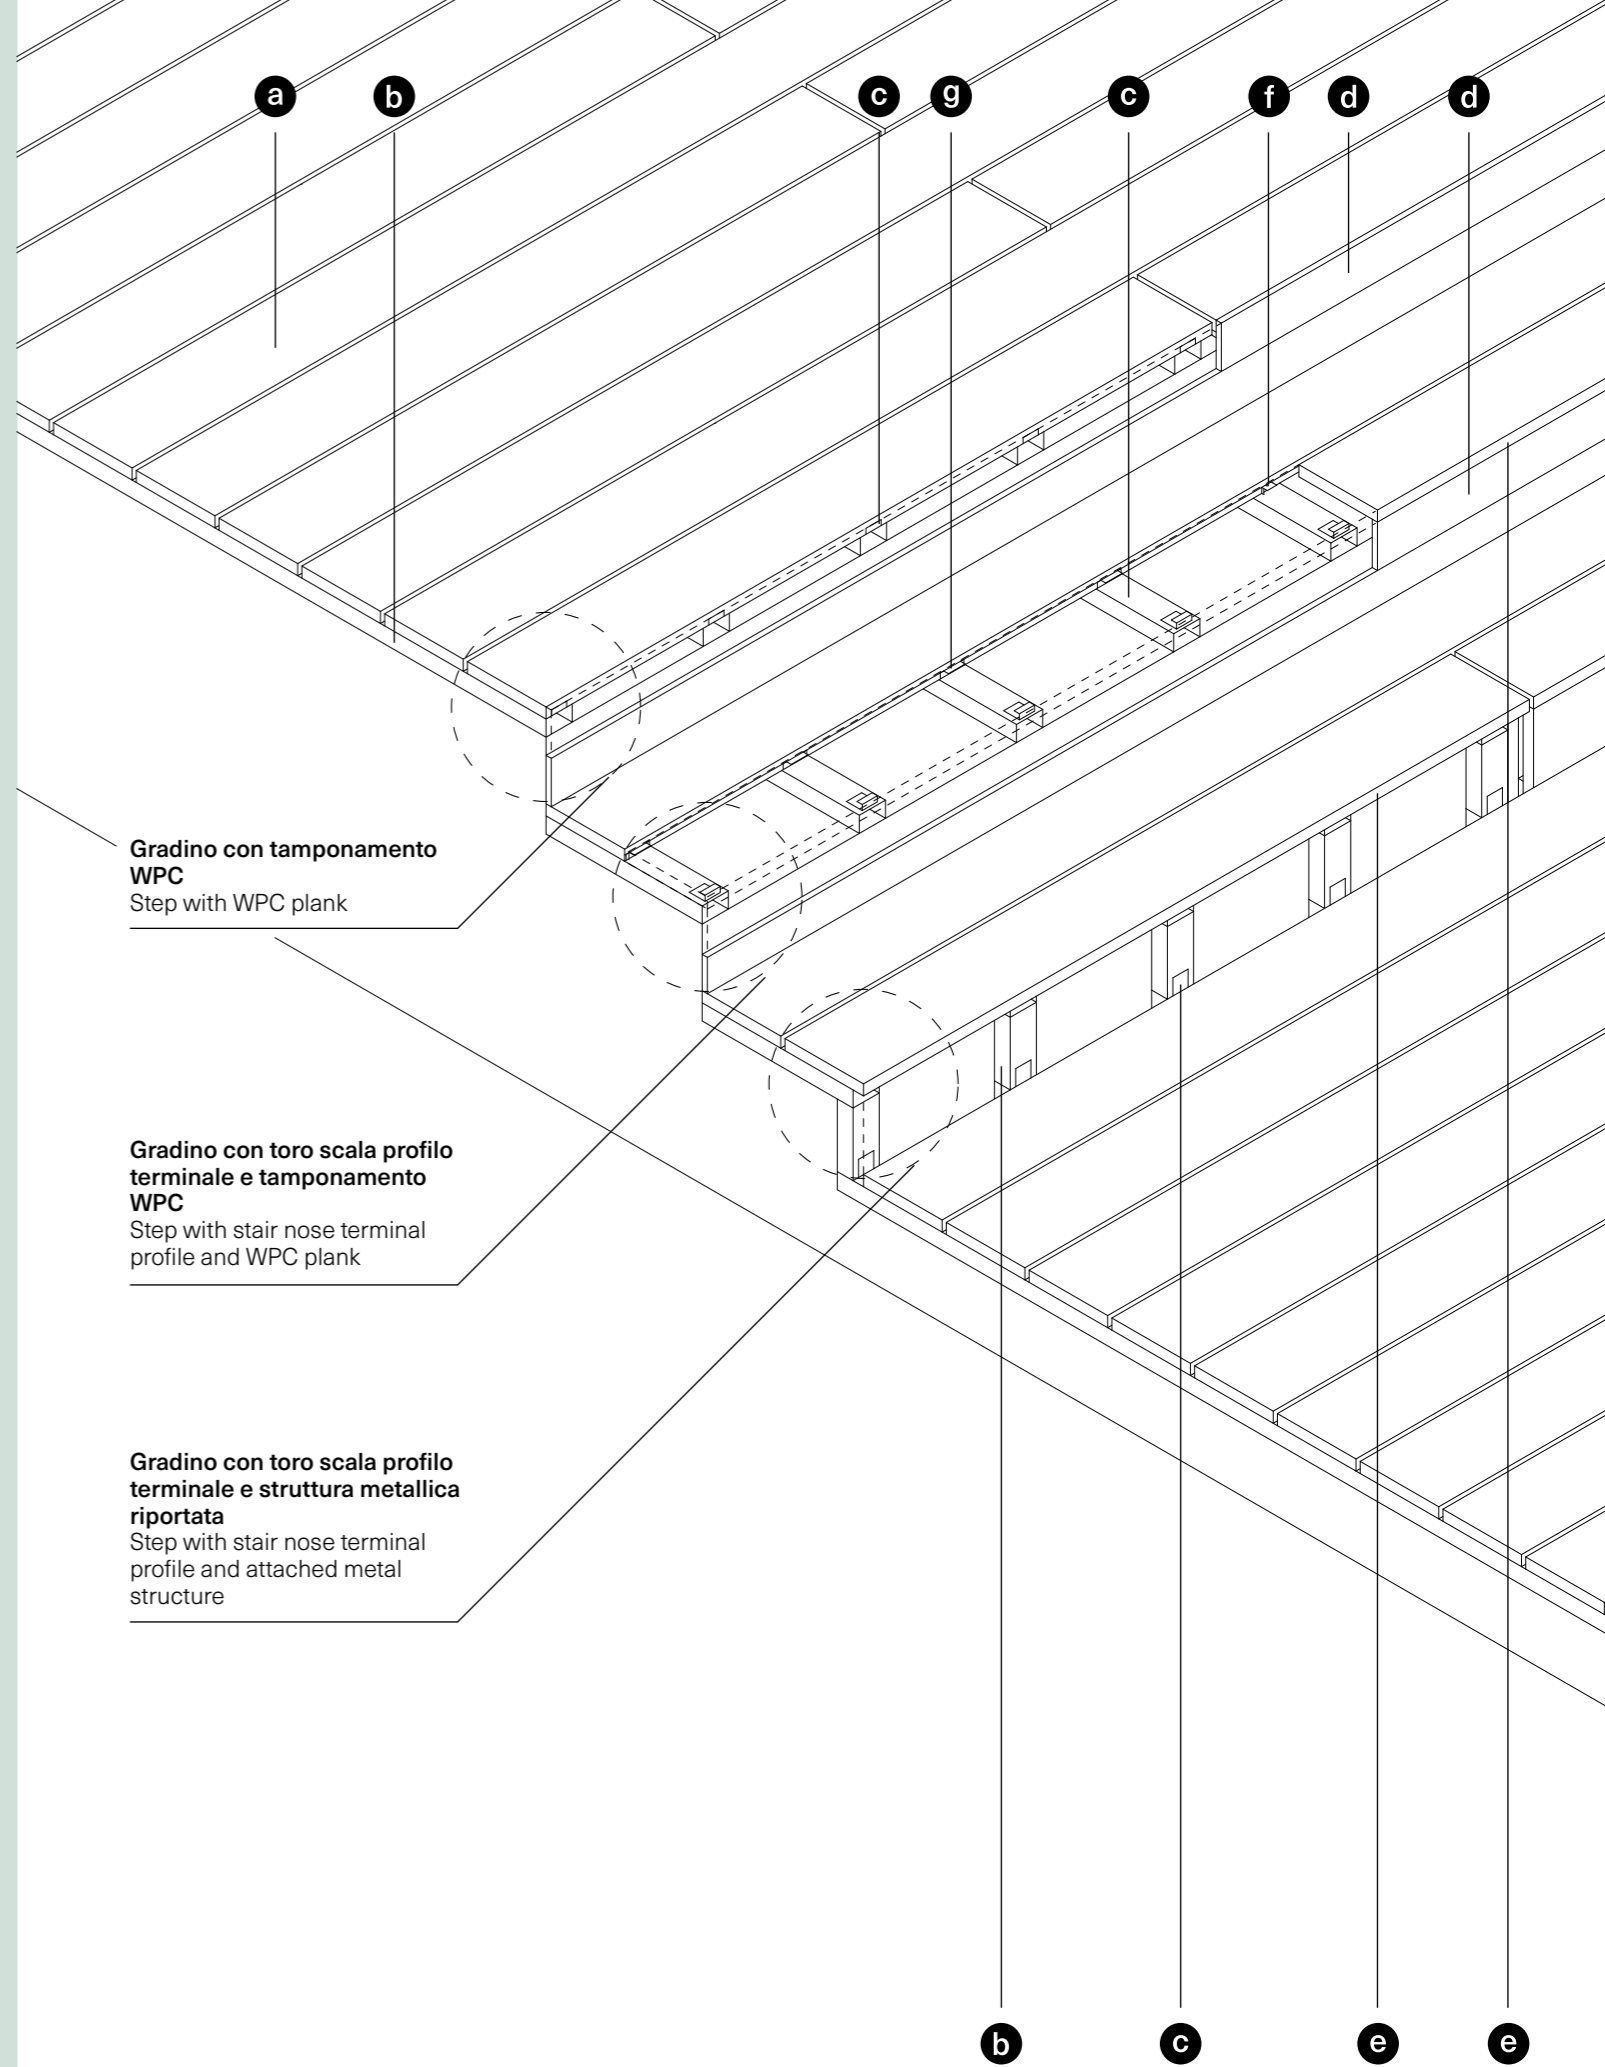 a b c g c f d d
Gradino con tamponamento
WPC
Step with WPC plank
Gradino con toro scala profilo
terminale e tamponamento
WPC
Step with stair nose terminal
profile and WPC plank
Gradino con toro scala profilo
terminale e struttura metallica
riportata
Step with stair nose terminal
profile and attached metal
structure
b c e e